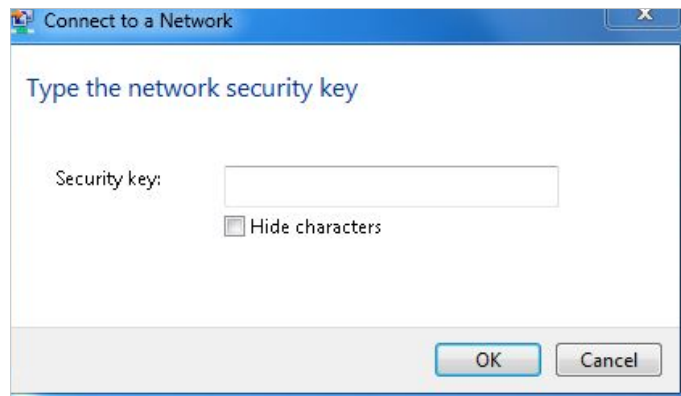 Connect to a Network
X
Type the network security key
Security key:
Hide characters
OK
Cancel